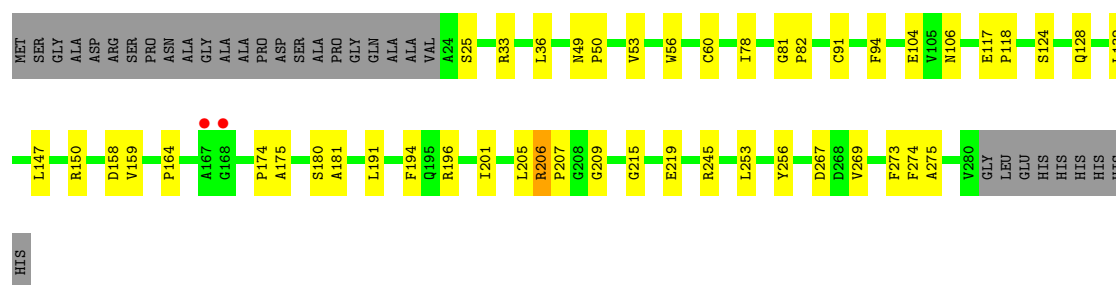 MET SER GLY ALA ASP ARG SER PRO ASN ALA GLY ALA ALA PRO ASP SER ALA PRO GLY GLN ALA ALA VAL A24 S25 R33 L36 N49 P50 V53 W56 C60 I78 G81 P82 C91 F94 E104 V105 N106 E117 P118 S124 Q128
L147 R150 D158 V159 P164 A167 G168 P174 A175 S180 A181 L191 F194 Q195 R196 I201 L205 R206 P207 G208 G209 G215 E219 R245 L253 Y256 D267 D268 V269 F273 F274 A275 V280 GLY LEU GLU HIS HIS HIS HIS HIS
HIS